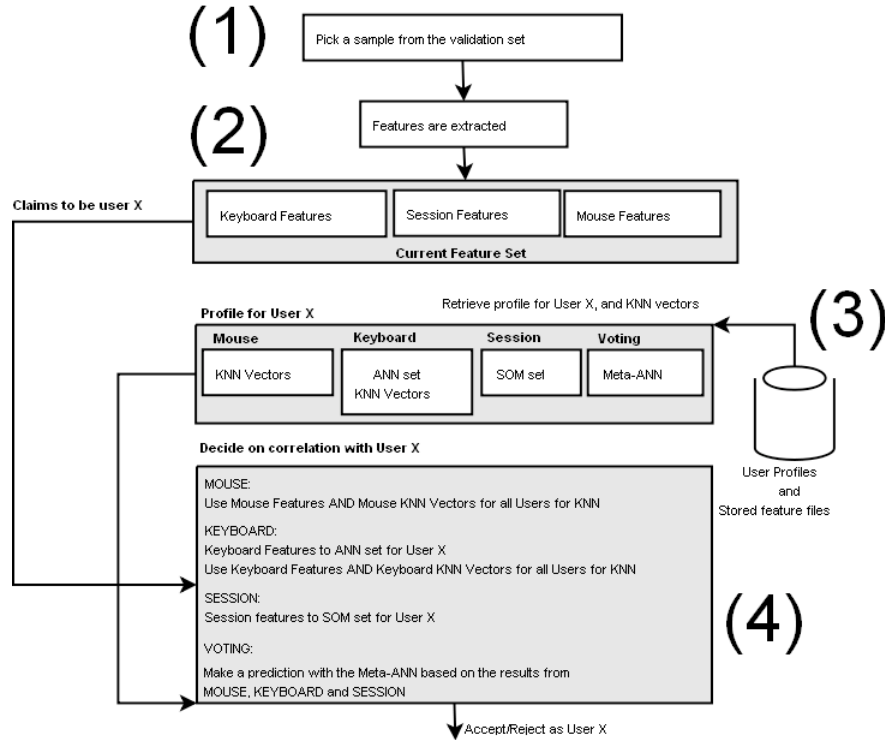 (1)
Pick a sample from the validation set
(2)
Features are extracted
Claims to be user X
Keyboard Features
Session Features
Mouse Features
Current Feature Set
Retrieve profile for User X, and KNN vectors
(3)
Profile for User X
Mouse
Keyboard
Session
Voting
KNN Vectors
ANN set
KNN Vectors
SOM set
Meta-ANN
User Profiles
and
Stored feature files
Decide on correlation with User X
MOUSE:
Use Mouse Features AND Mouse KNN Vectors for all Users for KNN
KEYBOARD:
Keyboard Features to ANN set for User X
Use Keyboard Features AND Keyboard KNN Vectors for all Users for KNN
SESSION:
Session features to SOM set for User X
VOTING:
Make a prediction with the Meta-ANN based on the results from
MOUSE, KEYBOARD and SESSION
(4)
Accept/Reject as User X